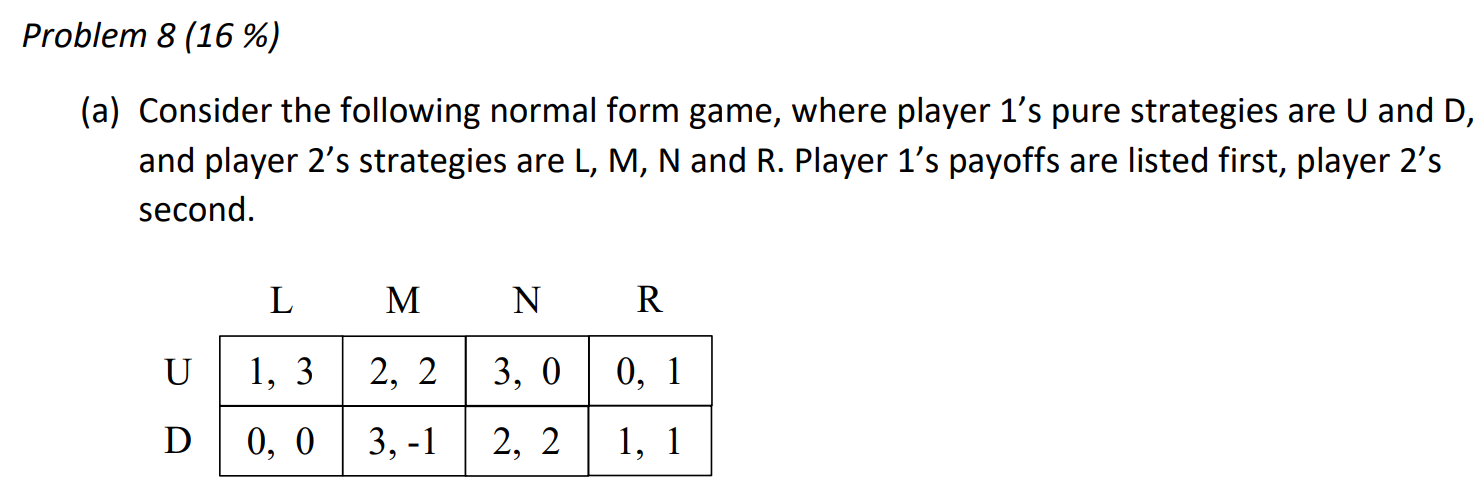 Problem 8 (16 %)
(a) Consider the following normal form game, where player 1’s pure strategies are U and D,
and player 2’s strategies are L, M, N and R. Player 1’s payoffs are listed first, player 2’s
second.
L M N R
U 1, 3 2, 2 3, 0 0, 1
D 0, 0 3, -1 2, 2 1, 1